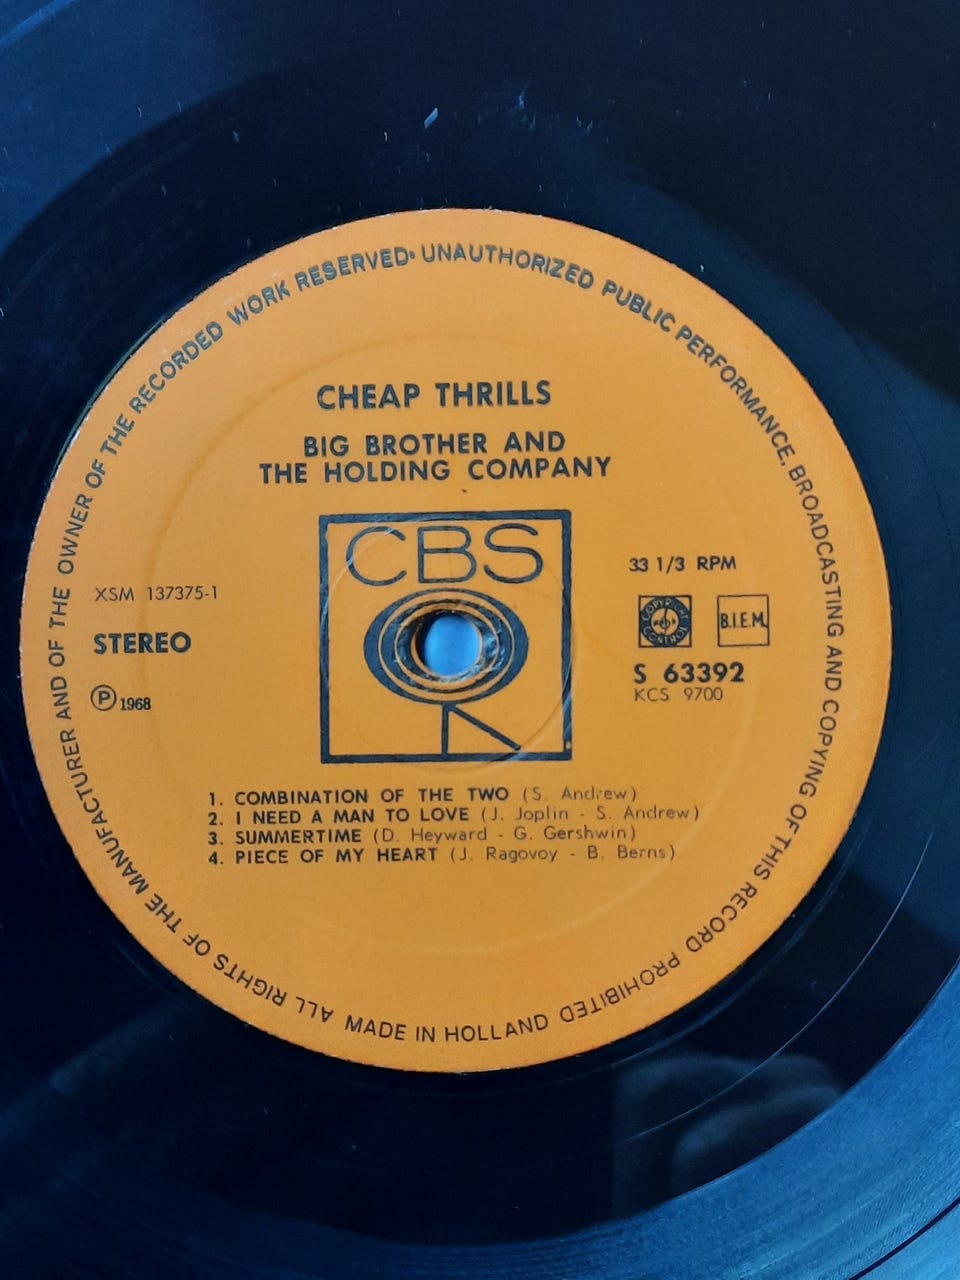 ALL RIGHTS OF THE MANUFACTURER AND OF THE OWNER OF THE RECORDED WORK RESERVED• UNAUTHORIZED PUBLIC PERFORMANCE, BROADCASTING AND COPYING OF THIS RECORD PROHIBITED
CHEAP THRILLS
BIG BROTHER AND
THE HOLDING COMPANY
CBS
XSM 137375-1
STEREO
℗ 1968
33 1/3 RPM
COPYRIGHT CONTROL
B.I.E.M.
S 63392
KCS 9700
1. COMBINATION OF THE TWO (S. Andrew)
2. I NEED A MAN TO LOVE (J. Joplin - S. Andrew)
3. SUMMERTIME (D. Heyward - G. Gershwin)
4. PIECE OF MY HEART (J. Ragovoy - B. Berns)
MADE IN HOLLAND